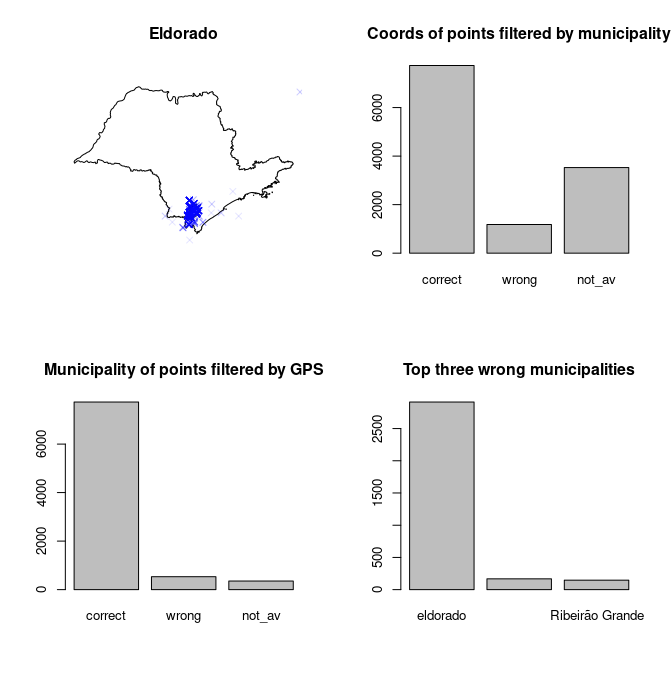 Eldorado
Coords of points filtered by municipality
6000
4000
2000
0
correct wrong not_av
Municipality of points filtered by GPS
6000
4000
2000
0
correct wrong not_av
Top three wrong municipalities
2500
1500
500
0
eldorado Ribeirão Grande